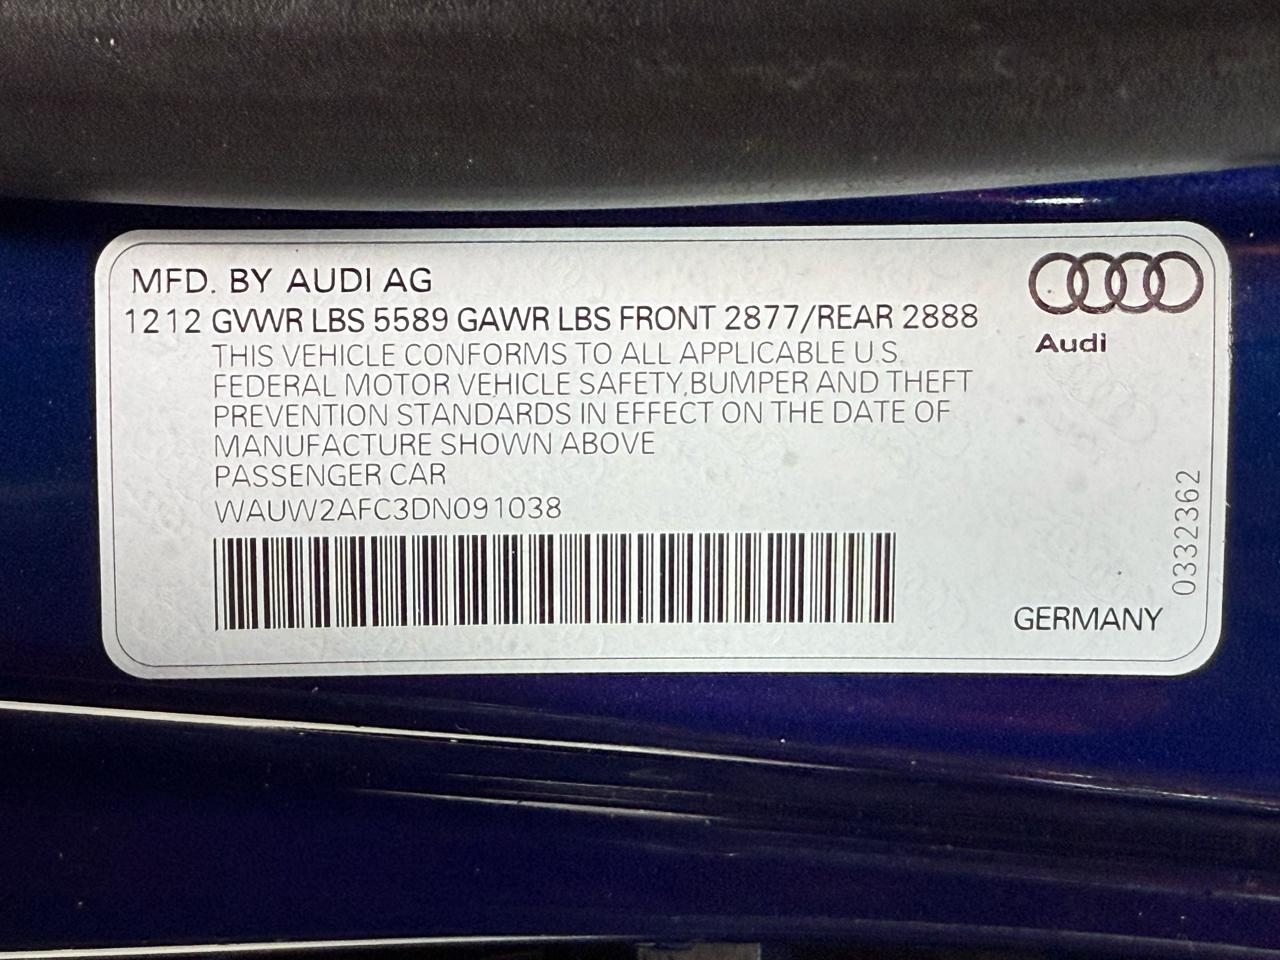 MFD. BY AUDI AG
1212 GVWR LBS 5589 GAWR LBS FRONT 2877/REAR 2888
THIS VEHICLE CONFORMS TO ALL APPLICABLE U.S.
FEDERAL MOTOR VEHICLE SAFETY,BUMPER AND THEFT
PREVENTION STANDARDS IN EFFECT ON THE DATE OF
MANUFACTURE SHOWN ABOVE
PASSENGER CAR
WAUW2AFC3DN091038
Audi
0332362
GERMANY